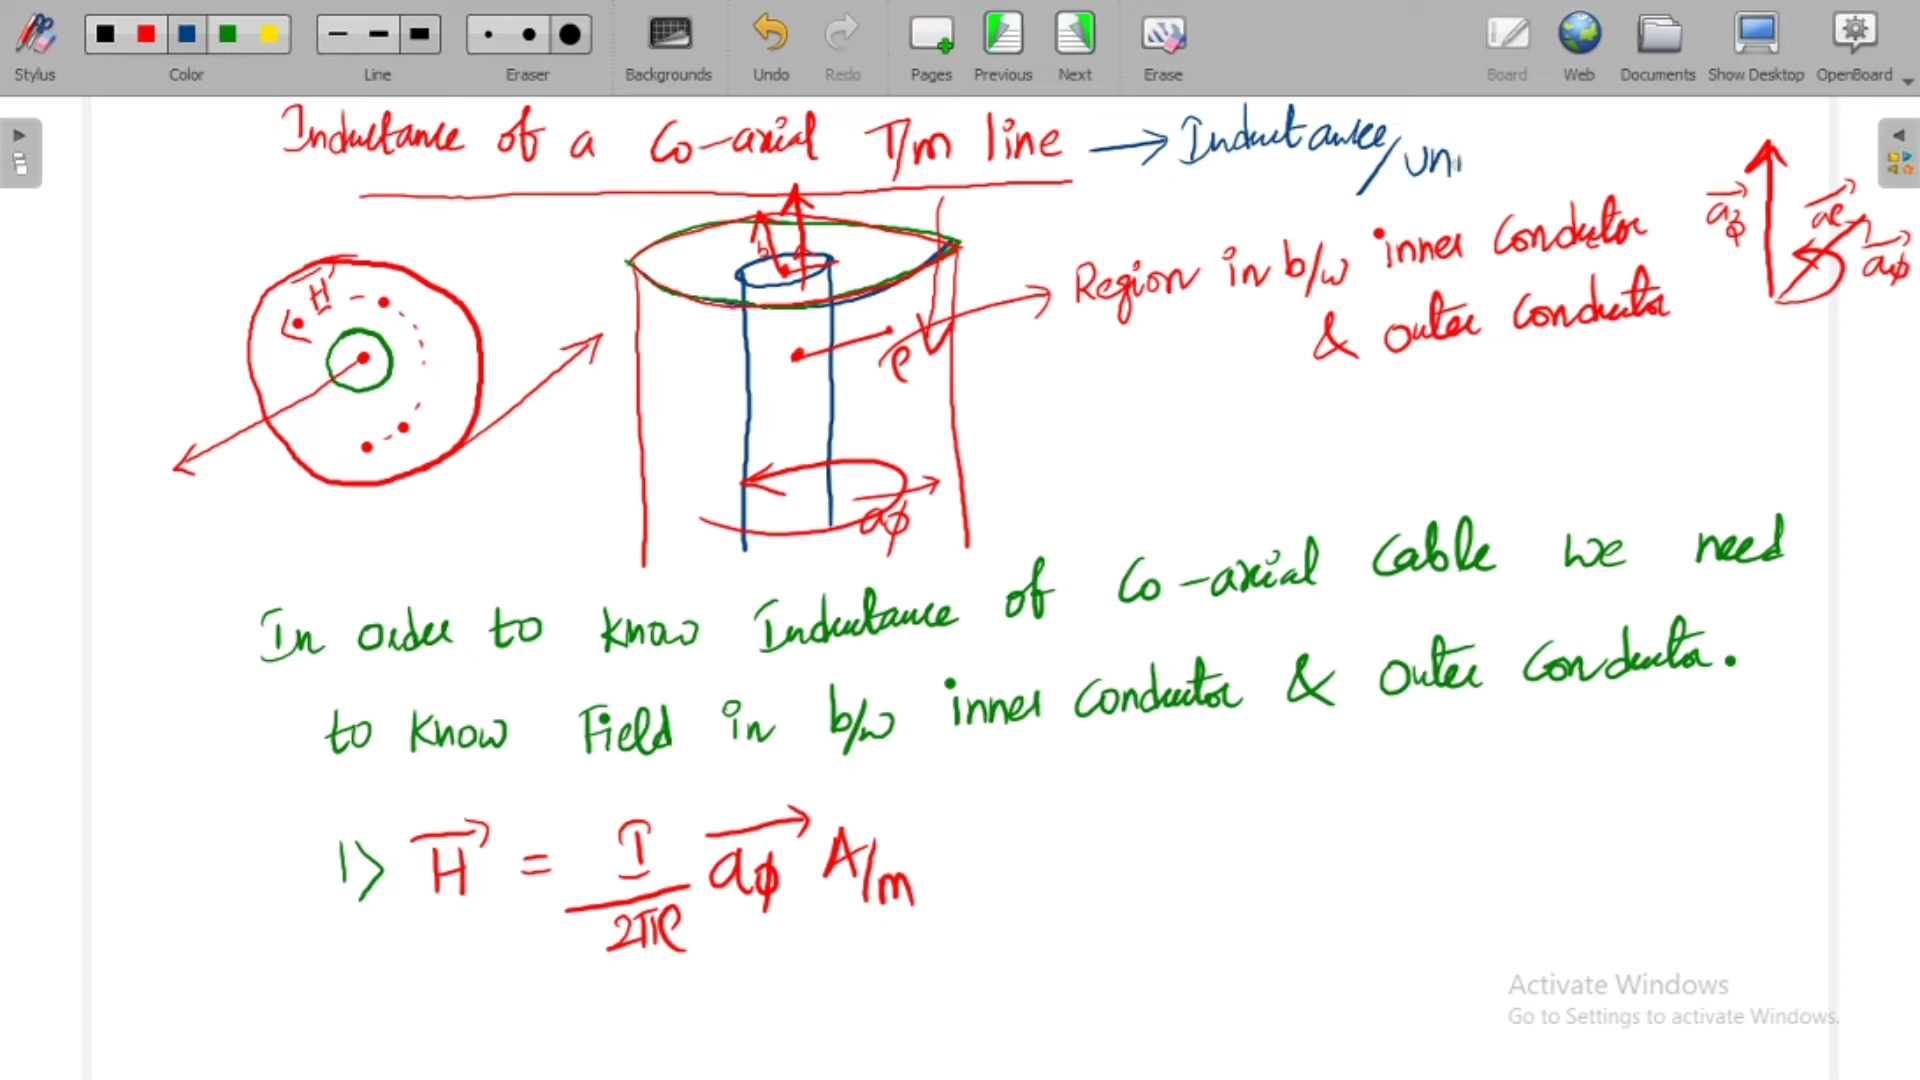 Stylus
Color
Line
Eraser
Backgrounds
Undo
Redo
Pages
Previous
Next
Erase
Board
Web
Documents
Show Desktop
OpenBoard
Inductance of a Co-axial T/m line → Inductance/uni
Region in b/w inner conductor
& outer conductor
H
b
ρ
aφ
aρ
aφ
In order to know Inductance of Co-axial Cable we need
to know Field in b/w inner conductor & outer conductor.
1> H = I/2πρ aφ A/m
Activate Windows
Go to Settings to activate Windows.